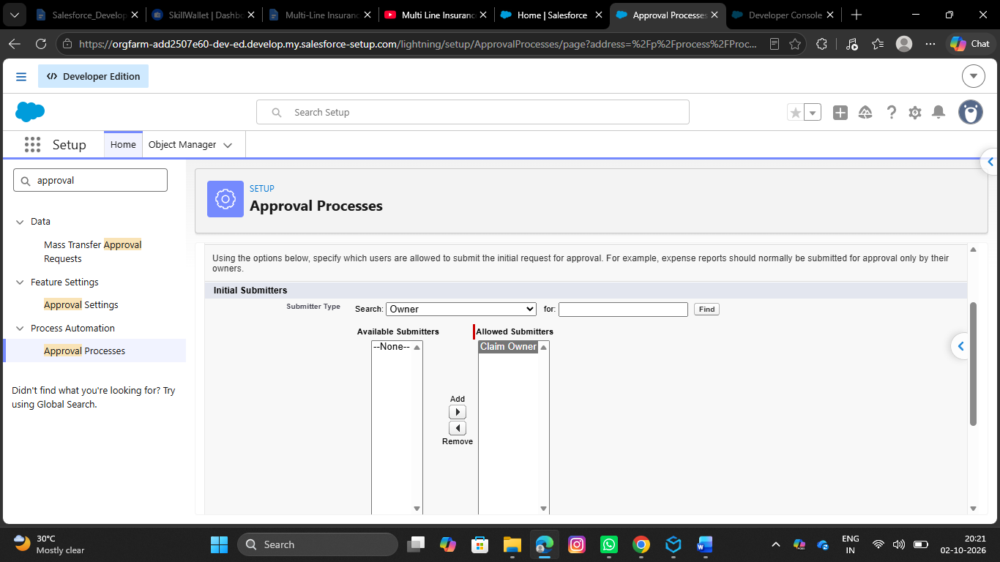 Salesforce_Develop
SkillWallet | Dashbo
Multi-Line Insuranc
Multi Line Insuranc
Home | Salesforce
Approval Processes
Developer Console
https://orgfarm-add2507e60-dev-ed.develop.my.salesforce-setup.com/lightning/setup/ApprovalProcesses/page?address=%2Fp%2Fprocess%2FProc...
Chat
Developer Edition
Search Setup
Setup
Home
Object Manager
approval
Data
Mass Transfer Approval
Requests
Feature Settings
Approval Settings
Process Automation
Approval Processes
Didn't find what you're looking for? Try
using Global Search.
SETUP
Approval Processes
Using the options below, specify which users are allowed to submit the initial request for approval. For example, expense reports should normally be submitted for approval only by their
owners.
Initial Submitters
Submitter Type
Search: Owner for: Find
Available Submitters
Allowed Submitters
--None--
Claim Owner
Add
Remove
30°C
Mostly clear
Search
ENG
IN
20:21
02-10-2026